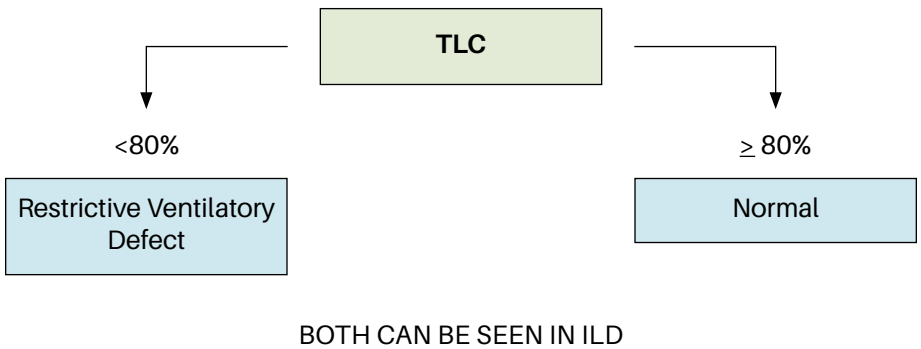 TLC
<80%
≥ 80%
Restrictive Ventilatory
Defect
Normal
BOTH CAN BE SEEN IN ILD